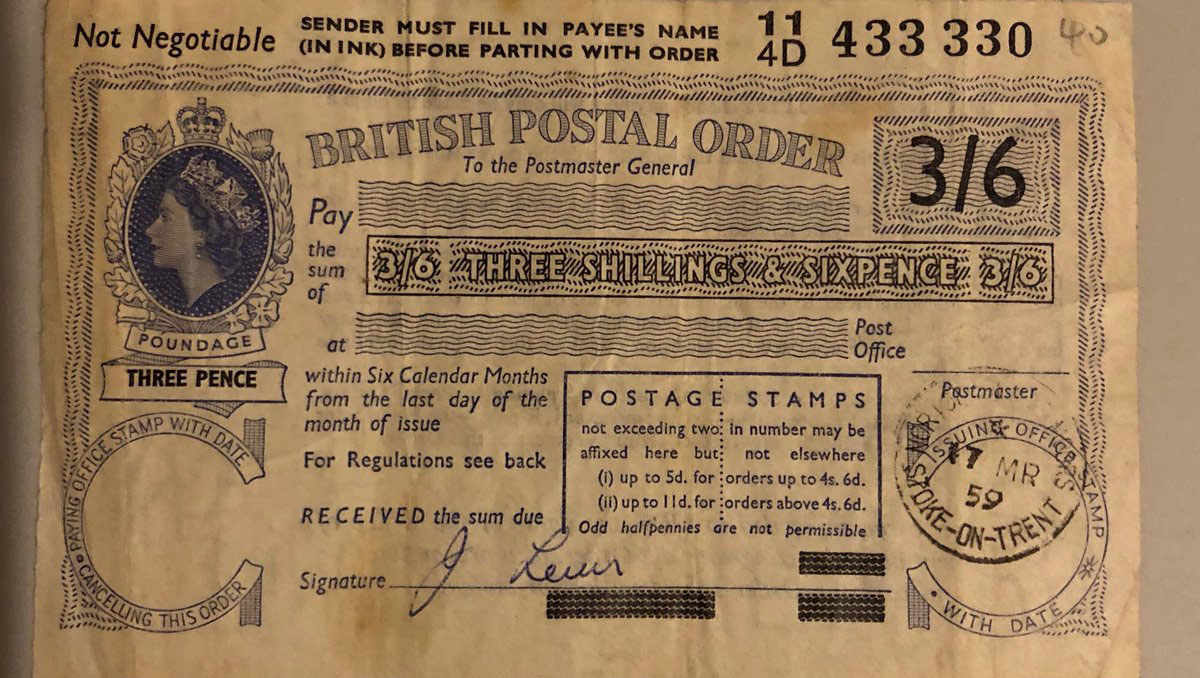 Not Negotiable
SENDER MUST FILL IN PAYEE'S NAME
(IN INK) BEFORE PARTING WITH ORDER
11
4D
433 330
40
BRITISH POSTAL ORDER
To the Postmaster General
3/6
Pay
the
sum
of
3/6 THREE SHILLINGS & SIXPENCE 3/6
at
Post
Office
POUNDAGE
THREE PENCE
within Six Calendar Months
from the last day of the
month of issue
For Regulations see back
RECEIVED the sum due
Signature
J Lewis
POSTAGE STAMPS
not exceeding two in number may be
affixed here but not elsewhere
(i) up to 5d. for orders up to 4s. 6d.
(ii) up to 11d. for orders above 4s. 6d.
Odd halfpennies are not permissible
Postmaster
PAYING OFFICE STAMP WITH DATE
CANCELLING THIS ORDER
ISSUING OFFICE STAMP
WITH DATE
17 MR
59
STOKE-ON-TRENT